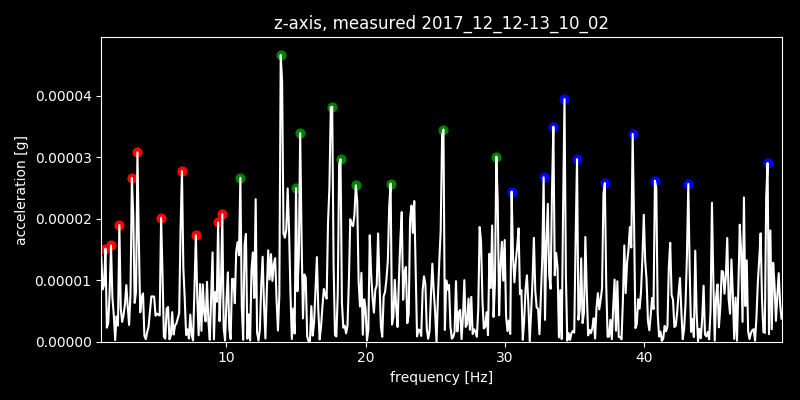 z-axis, measured 2017_12_12-13_10_02
acceleration [g]
0.00004
0.00003
0.00002
0.00001
0.00000
10 20 30 40
frequency [Hz]